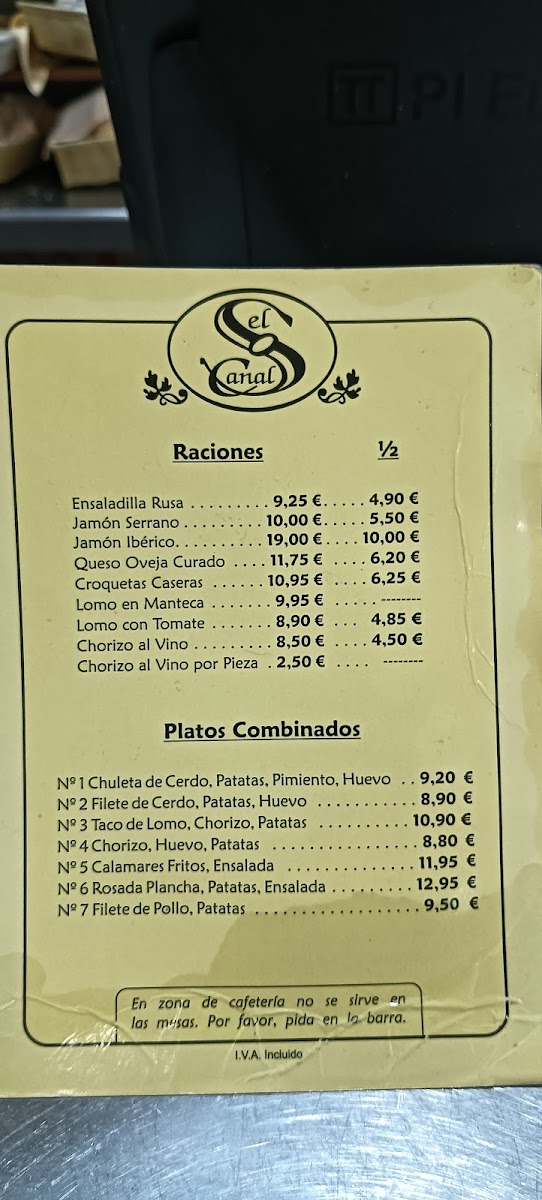 PI
el
Canal
Raciones ½
Ensaladilla Rusa ......... 9,25 €..... 4,90 €
Jamón Serrano ......... 10,00 €..... 5,50 €
Jamón Ibérico.......... 19,00 €.... 10,00 €
Queso Oveja Curado .... 11,75 € .... 6,20 €
Croquetas Caseras ...... 10,95 € .... 6,25 €
Lomo en Manteca ....... 9,95 € ..... --------
Lomo con Tomate ....... 8,90 € ... 4,85 €
Chorizo al Vino ......... 8,50 € .... 4,50 €
Chorizo al Vino por Pieza . 2,50 € .... --------
Platos Combinados
Nº 1 Chuleta de Cerdo, Patatas, Pimiento, Huevo .. 9,20 €
Nº 2 Filete de Cerdo, Patatas, Huevo ........... 8,90 €
Nº 3 Taco de Lomo, Chorizo, Patatas .......... 10,90 €
Nº 4 Chorizo, Huevo, Patatas ................ 8,80 €
Nº 5 Calamares Fritos, Ensalada .............. 11,95 €
Nº 6 Rosada Plancha, Patatas, Ensalada ......... 12,95 €
Nº 7 Filete de Pollo, Patatas .................. 9,50 €
En zona de cafetería no se sirve en
las mesas. Por favor, pida en la barra.
I.V.A. Incluido